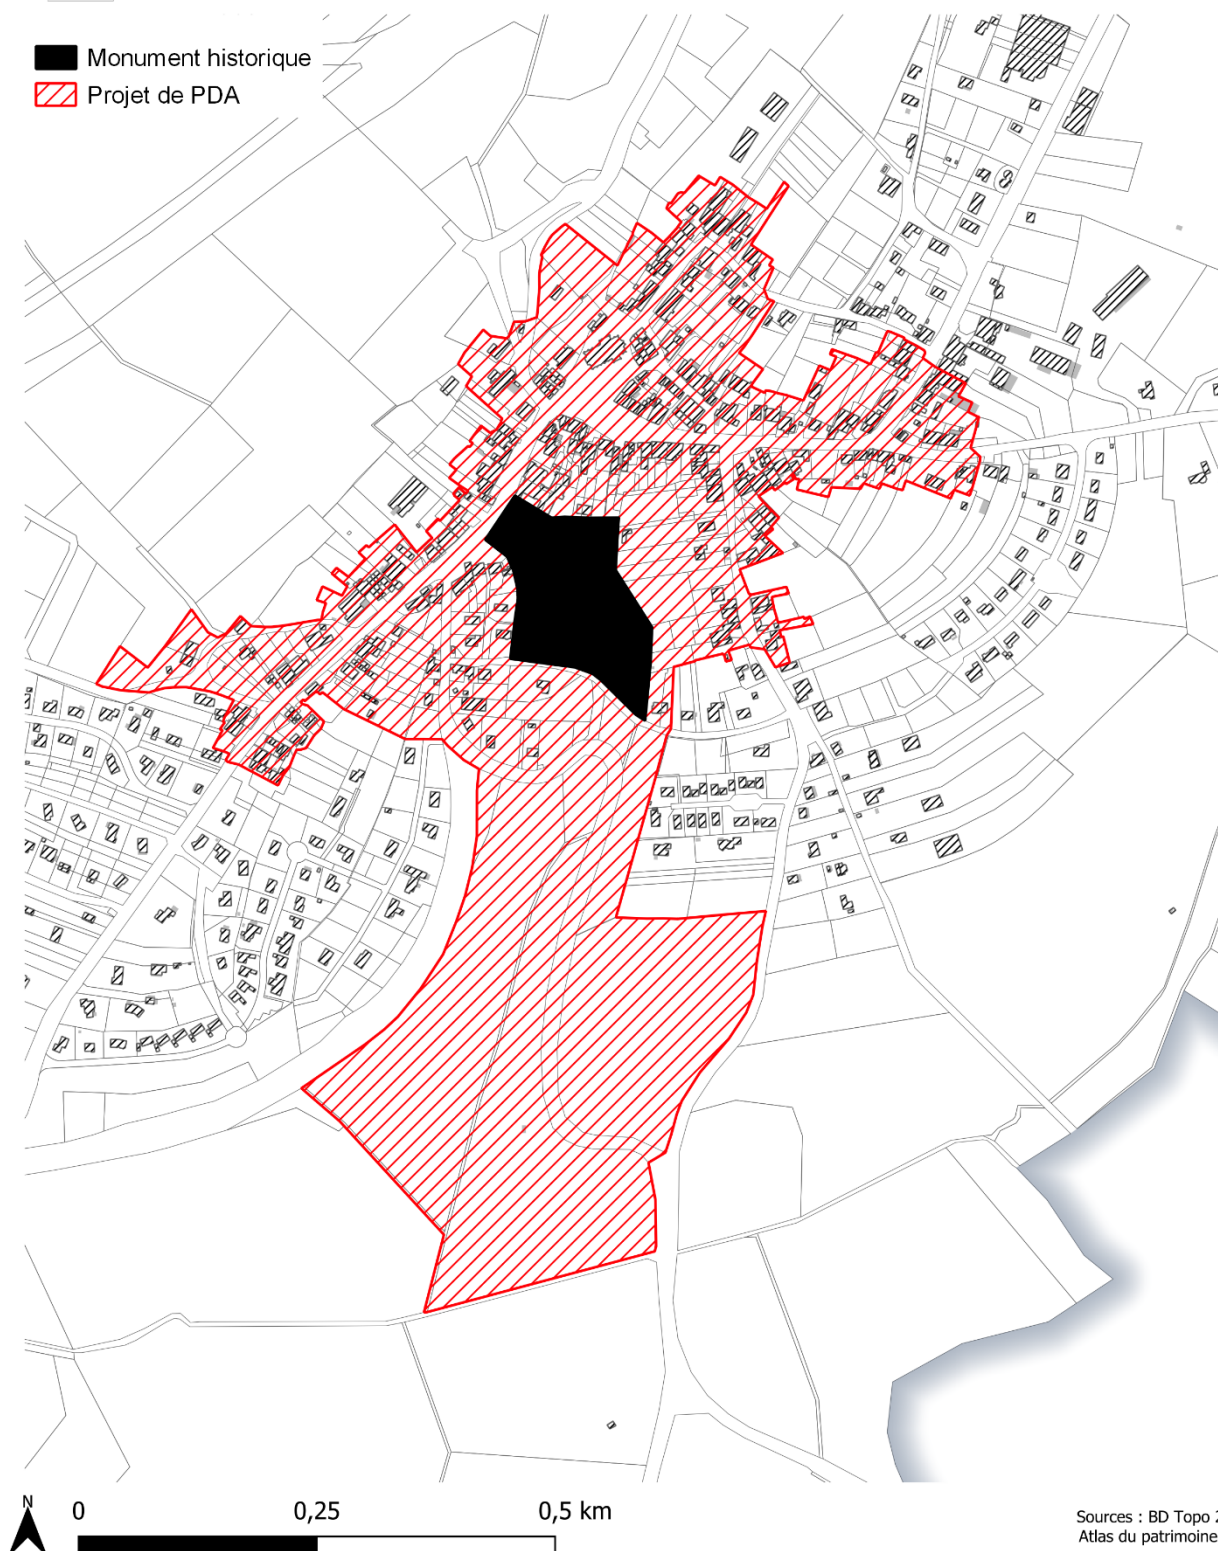 Monument historique
Projet de PDA
N
0 0,25 0,5 km
Sources : BD Topo
Atlas du patrimoine